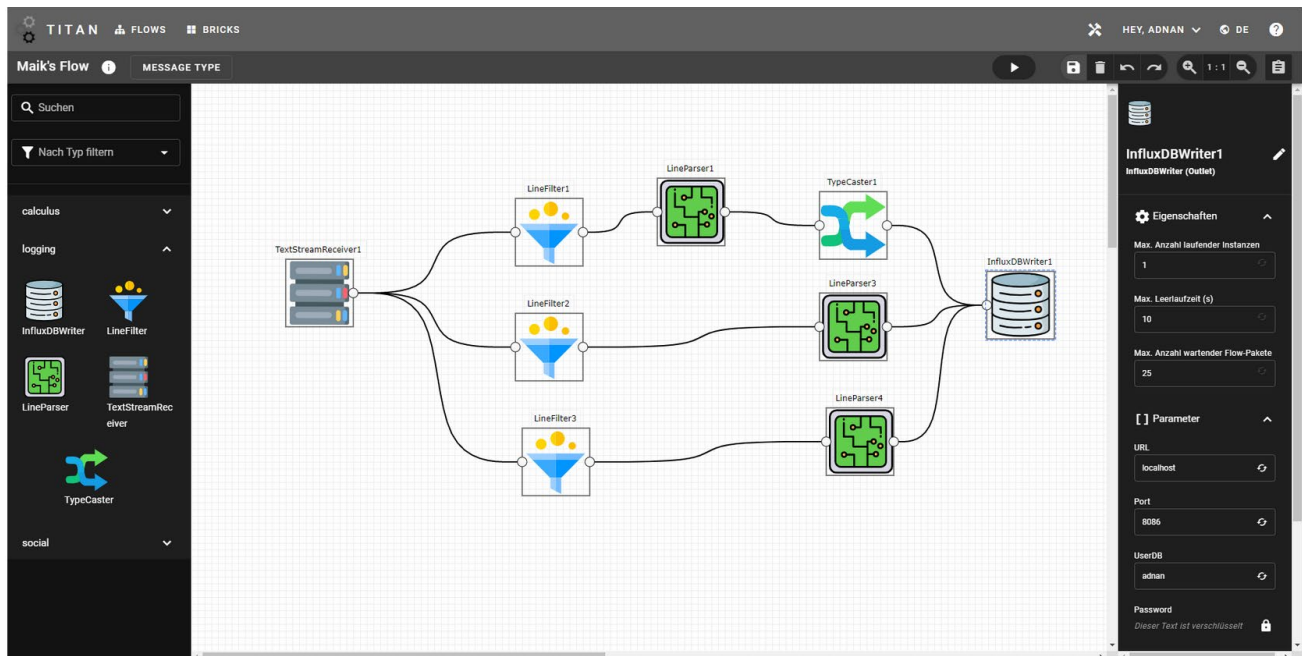 TITAN FLOWS BRICKS HEY, ADNAN DE ?
Maik's Flow i MESSAGE TYPE 1:1
Suchen
Nach Typ filtern
calculus
logging
InfluxDBWriter LineFilter
LineParser TextStreamRec
eiver
TypeCaster
social
LineParser1
TypeCaster1
LineFilter1
TextStreamReceiver1
InfluxDBWriter1
LineFilter2
LineParser3
LineFilter3
LineParser4
InfluxDBWriter1
InfluxDBWriter (Outlet)
Eigenschaften
Max. Anzahl laufender Instanzen
1
Max. Leerlaufzeit (s)
10
Max. Anzahl wartender Flow-Pakete
25
[ ] Parameter
URL
localhost
Port
8086
UserDB
adnan
Password
Dieser Text ist verschlüsselt